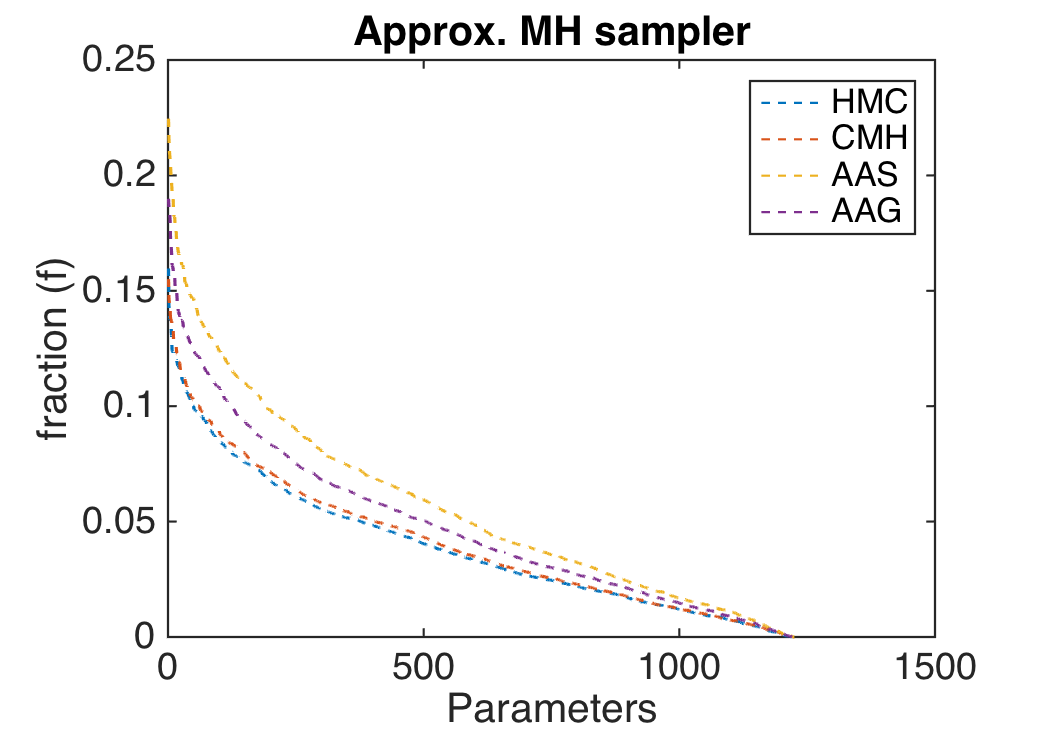 Approx. MH sampler
0.25
0.2
0.15
0.1
0.05
0
fraction (f)
HMC
CMH
AAS
AAG
0 500 1000 1500
Parameters